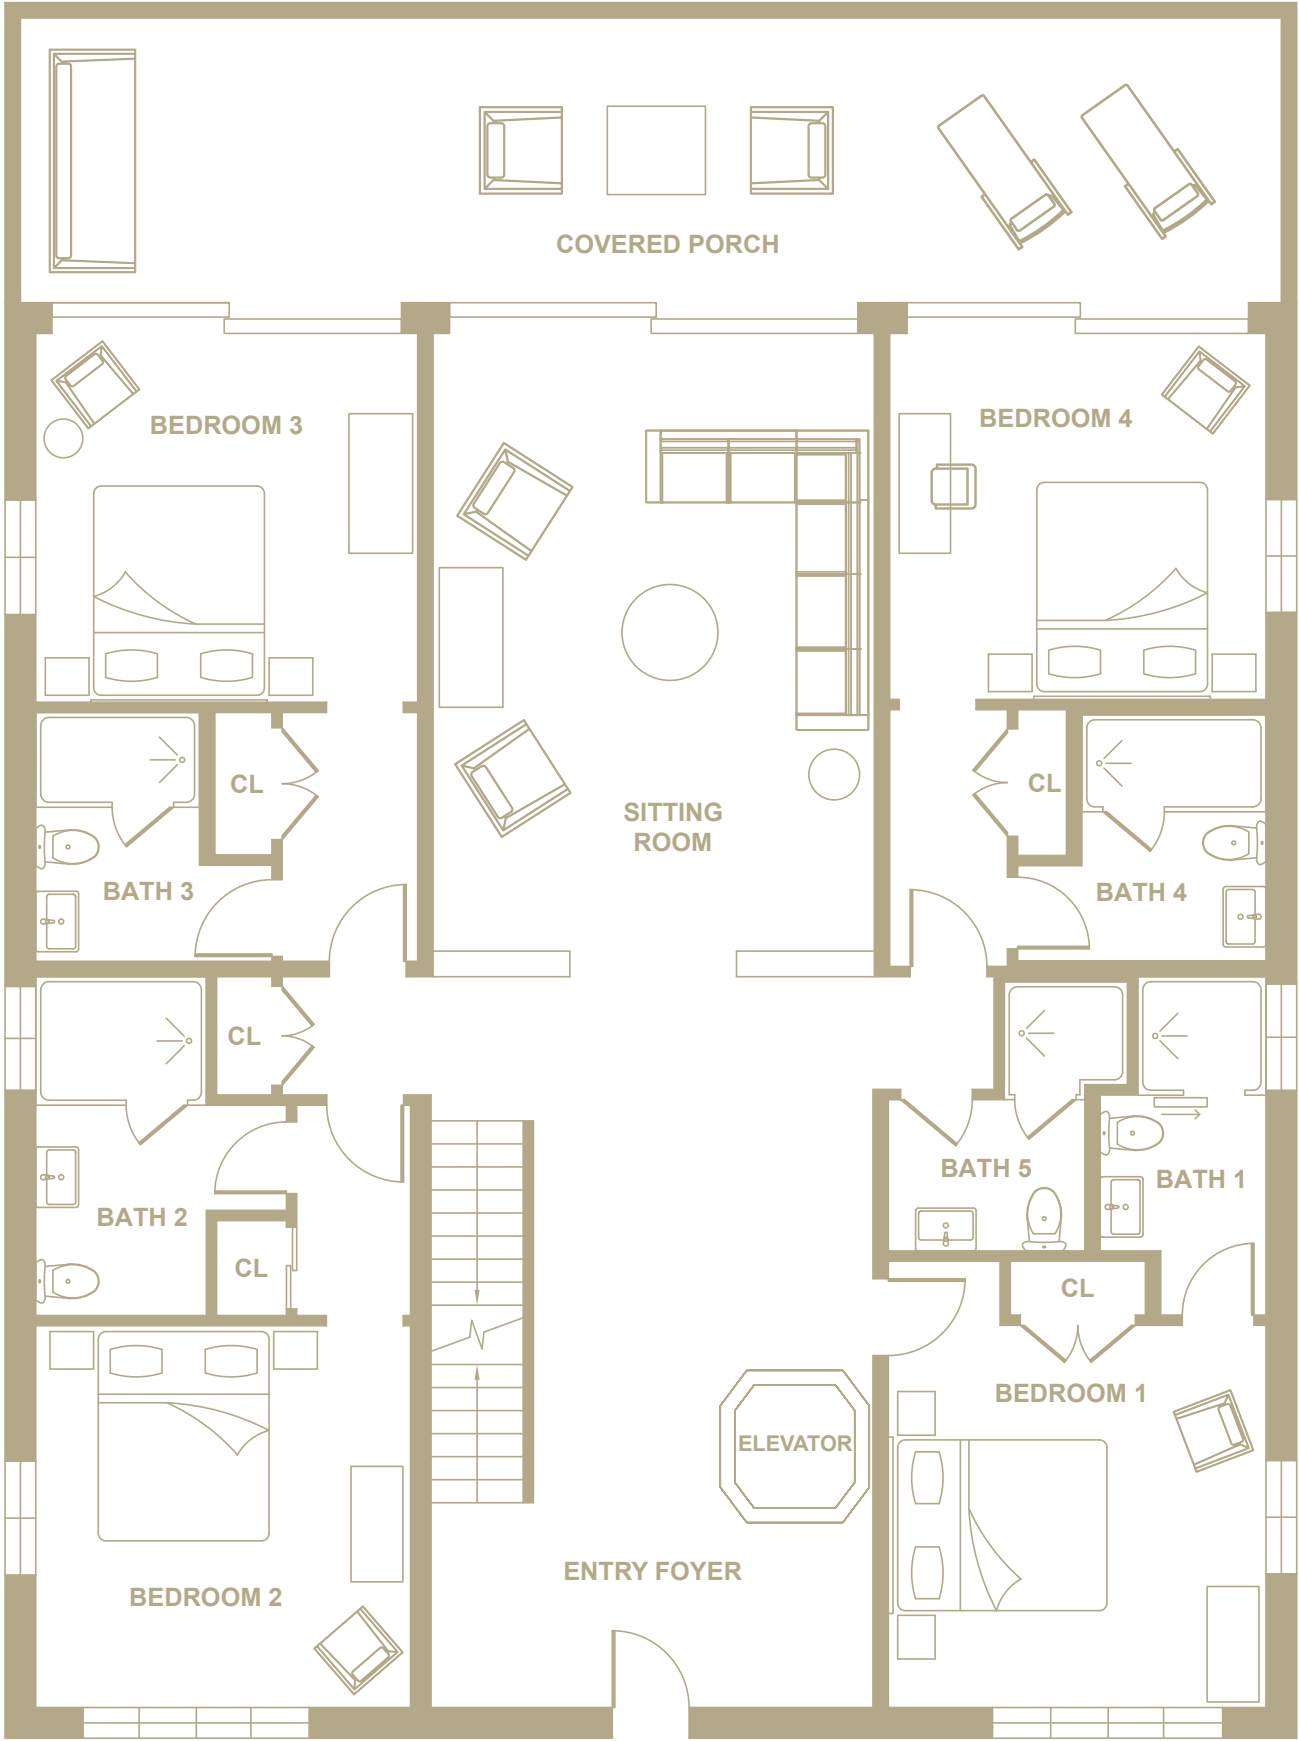 COVERED PORCH
BEDROOM 3
BEDROOM 4
CL
CL
SITTING
ROOM
BATH 3
BATH 4
CL
BATH 5
BATH 1
BATH 2
CL
CL
BEDROOM 1
ELEVATOR
ENTRY FOYER
BEDROOM 2